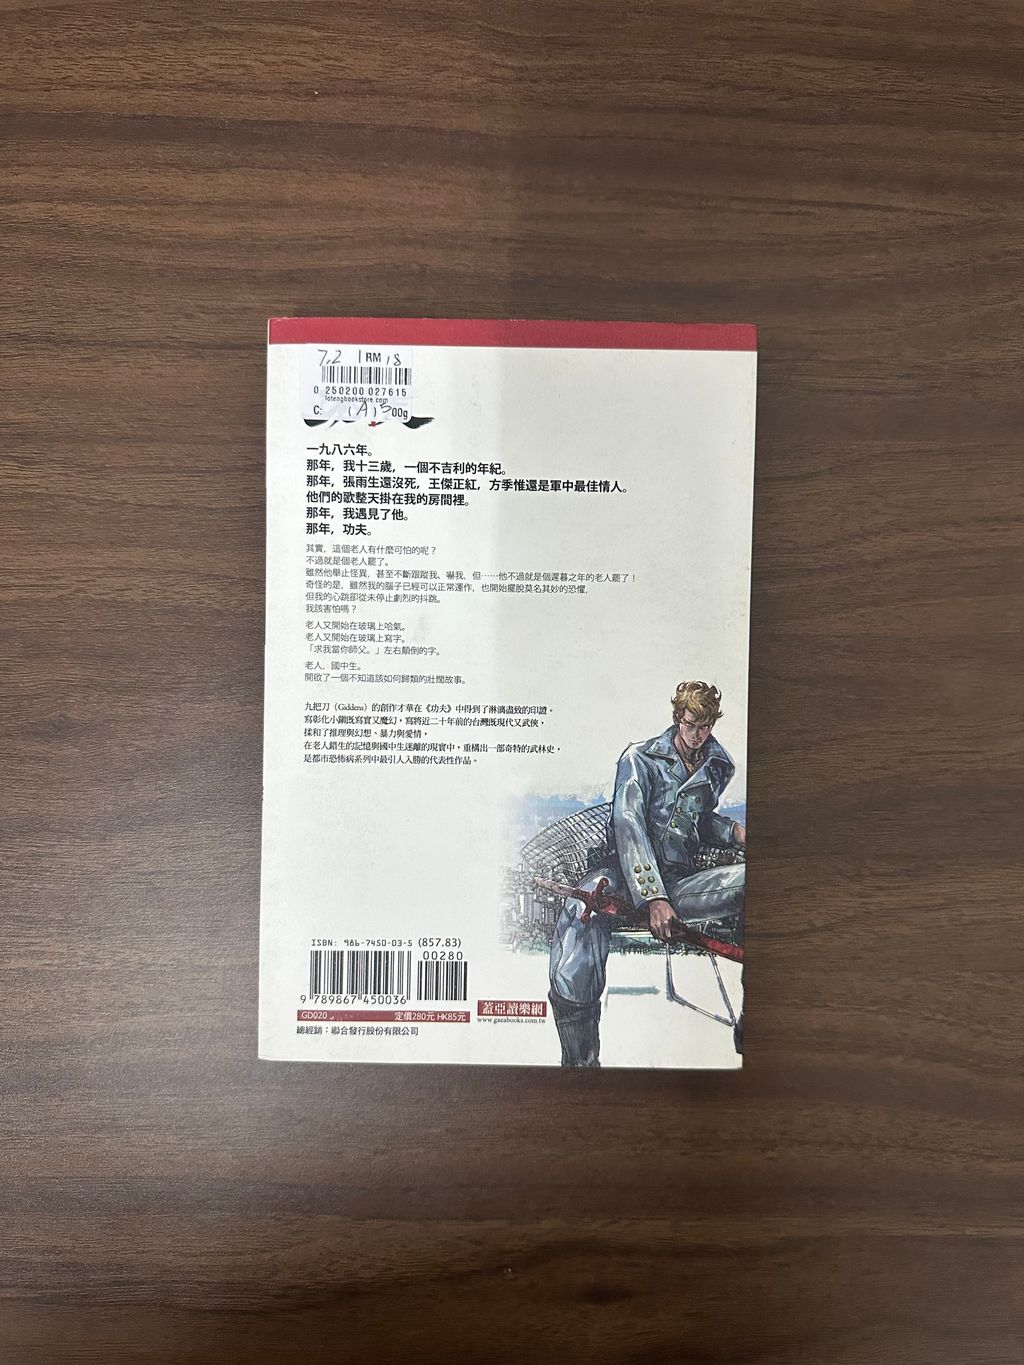 7.2 RM 18
0 250200 027615
lotengbookstore.com
C: (A) 500g
一九八六年。
那年，我十三歲，一個不吉利的年紀。
那年，張雨生還沒死，王傑正紅，方季惟還是軍中最佳情人。
他們的歌整天掛在我的房間裡。
那年，我遇見了他。
那年，功夫。
其實，這個老人有什麼可怕的呢？
不過就是個老人罷了。
雖然他舉止怪異，甚至不斷跟蹤我、嚇我，但……他不過就是個遲暮之年的老人罷了！
奇怪的是，雖然我的腦子已經可以正常運作，也開始擺脫莫名其妙的恐懼，
但我的心跳卻從未停止劇烈的抖跳。
我該害怕嗎？
老人又開始在玻璃上哈氣。
老人又開始在玻璃上寫字。
「求我當你師父。」左右顛倒的字。
老人，國中生。
開啟了一個不知道該如何歸類的壯闊故事。
九把刀（Giddens）的創作才華在《功夫》中得到了淋漓盡致的印證。
寫彰化小鎮既寫實又魔幻，寫將近二十年前的台灣既現代又武俠，
揉和了推理與幻想、暴力與愛情，
在老人錯生的記憶與國中生迷離的現實中，重構出一部奇特的武林史，
是都市恐怖病系列中最引人入勝的代表性作品。
ISBN: 986-7450-03-5 (857.83)
00280
9 789867 450036
GD020 定價280元 HK85元
蓋亞讀樂網
www.gaeabooks.com.tw
總經銷：聯合發行股份有限公司